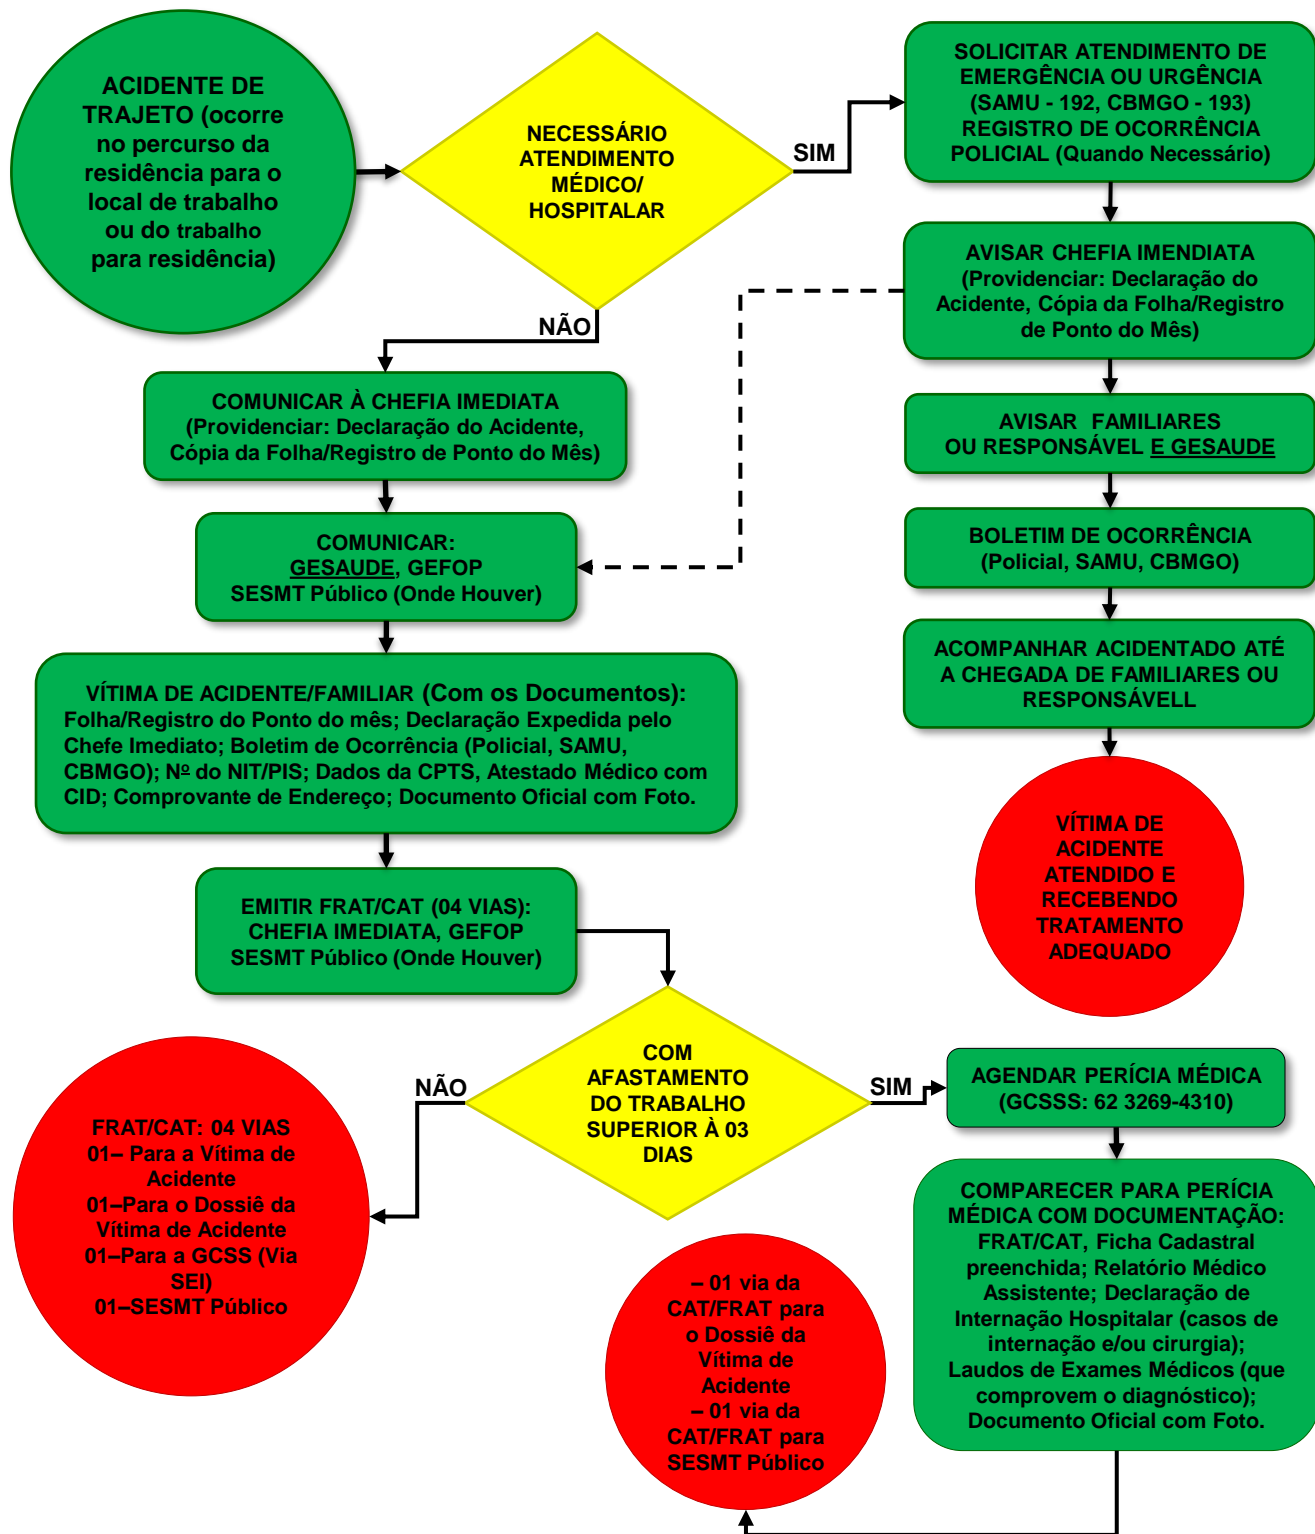 ACIDENTE DE
TRAJETO (ocorre
no percurso da
residência para o
local de trabalho
ou do trabalho
para residência)
NECESSÁRIO
ATENDIMENTO
MÉDICO/
HOSPITALAR
SIM
SOLICITAR ATENDIMENTO DE
EMERGÊNCIA OU URGÊNCIA
(SAMU - 192, CBMGO - 193)
REGISTRO DE OCORRÊNCIA
POLICIAL (Quando Necessário)
AVISAR CHEFIA IMENDIATA
(Providenciar: Declaração do
Acidente, Cópia da Folha/Registro
de Ponto do Mês)
NÃO
COMUNICAR À CHEFIA IMEDIATA
(Providenciar: Declaração do Acidente,
Cópia da Folha/Registro de Ponto do Mês)
AVISAR FAMILIARES
OU RESPONSÁVEL E GESAUDE
COMUNICAR:
GESAUDE, GEFOP
SESMT Público (Onde Houver)
BOLETIM DE OCORRÊNCIA
(Policial, SAMU, CBMGO)
ACOMPANHAR ACIDENTADO ATÉ
A CHEGADA DE FAMILIARES OU
RESPONSÁVELL
VÍTIMA DE ACIDENTE/FAMILIAR (Com os Documentos):
Folha/Registro do Ponto do mês; Declaração Expedida pelo
Chefe Imediato; Boletim de Ocorrência (Policial, SAMU,
CBMGO); Nº do NIT/PIS; Dados da CPTS, Atestado Médico com
CID; Comprovante de Endereço; Documento Oficial com Foto.
VÍTIMA DE
ACIDENTE
ATENDIDO E
RECEBENDO
TRATAMENTO
ADEQUADO
EMITIR FRAT/CAT (04 VIAS):
CHEFIA IMEDIATA, GEFOP
SESMT Público (Onde Houver)
COM
AFASTAMENTO
DO TRABALHO
SUPERIOR À 03
DIAS
NÃO
SIM
FRAT/CAT: 04 VIAS
01– Para a Vítima de
Acidente
01–Para o Dossiê da
Vítima de Acidente
01–Para a GCSS (Via
SEI)
01–SESMT Público
AGENDAR PERÍCIA MÉDICA
(GCSSS: 62 3269-4310)
COMPARECER PARA PERÍCIA
MÉDICA COM DOCUMENTAÇÃO:
FRAT/CAT, Ficha Cadastral
preenchida; Relatório Médico
Assistente; Declaração de
Internação Hospitalar (casos de
internação e/ou cirurgia);
Laudos de Exames Médicos (que
comprovem o diagnóstico);
Documento Oficial com Foto.
– 01 via da
CAT/FRAT para
o Dossiê da
Vítima de
Acidente
– 01 via da
CAT/FRAT para
SESMT Público